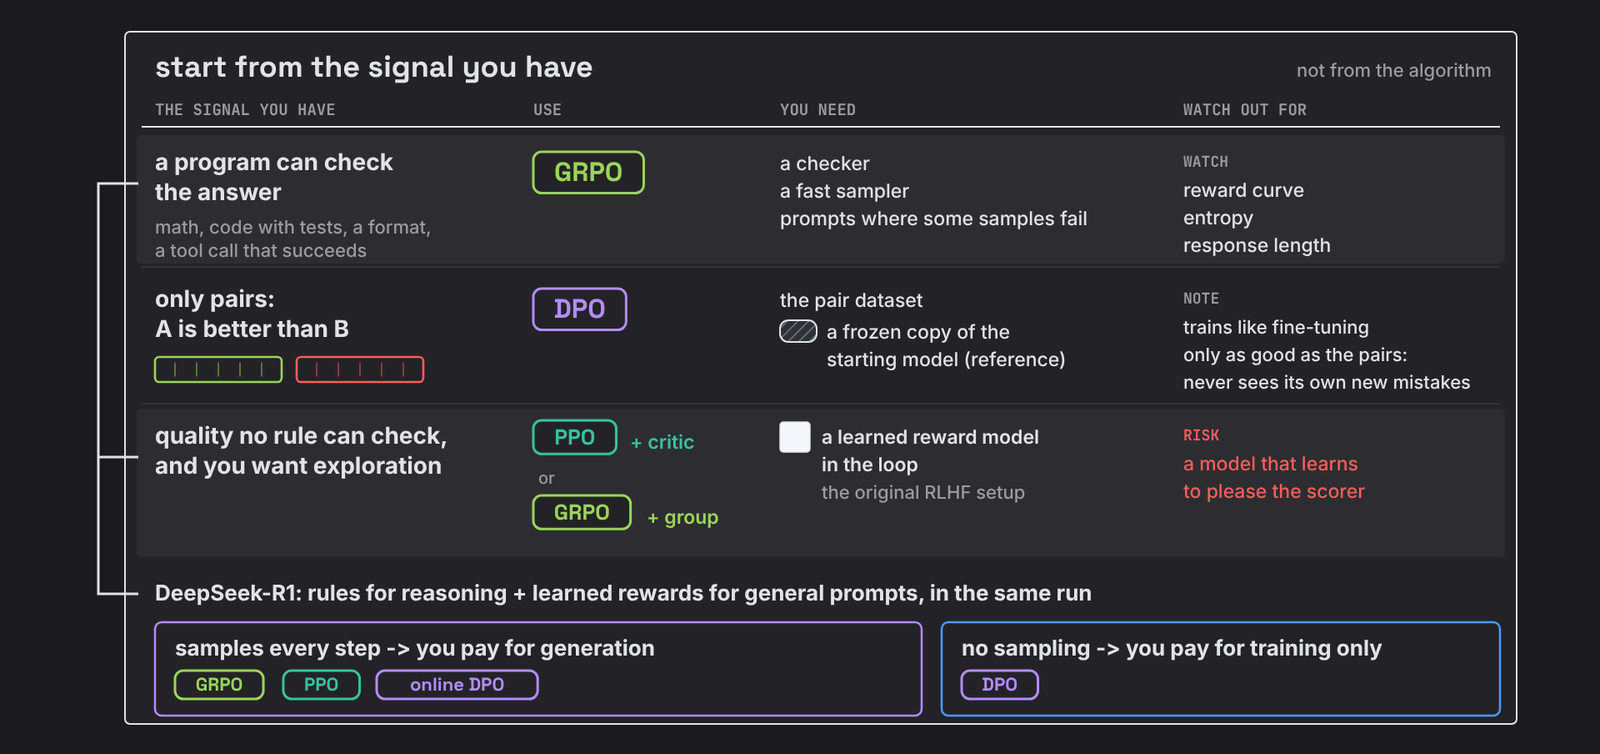 start from the signal you have
not from the algorithm
THE SIGNAL YOU HAVE
USE
YOU NEED
WATCH OUT FOR
a program can check
the answer
math, code with tests, a format,
a tool call that succeeds
GRPO
a checker
a fast sampler
prompts where some samples fail
WATCH
reward curve
entropy
response length
only pairs:
A is better than B
DPO
the pair dataset
a frozen copy of the
starting model (reference)
NOTE
trains like fine-tuning
only as good as the pairs:
never sees its own new mistakes
quality no rule can check,
and you want exploration
PPO + critic
or
GRPO + group
a learned reward model
in the loop
the original RLHF setup
RISK
a model that learns
to please the scorer
DeepSeek-R1: rules for reasoning + learned rewards for general prompts, in the same run
samples every step -> you pay for generation
GRPO PPO online DPO
no sampling -> you pay for training only
DPO